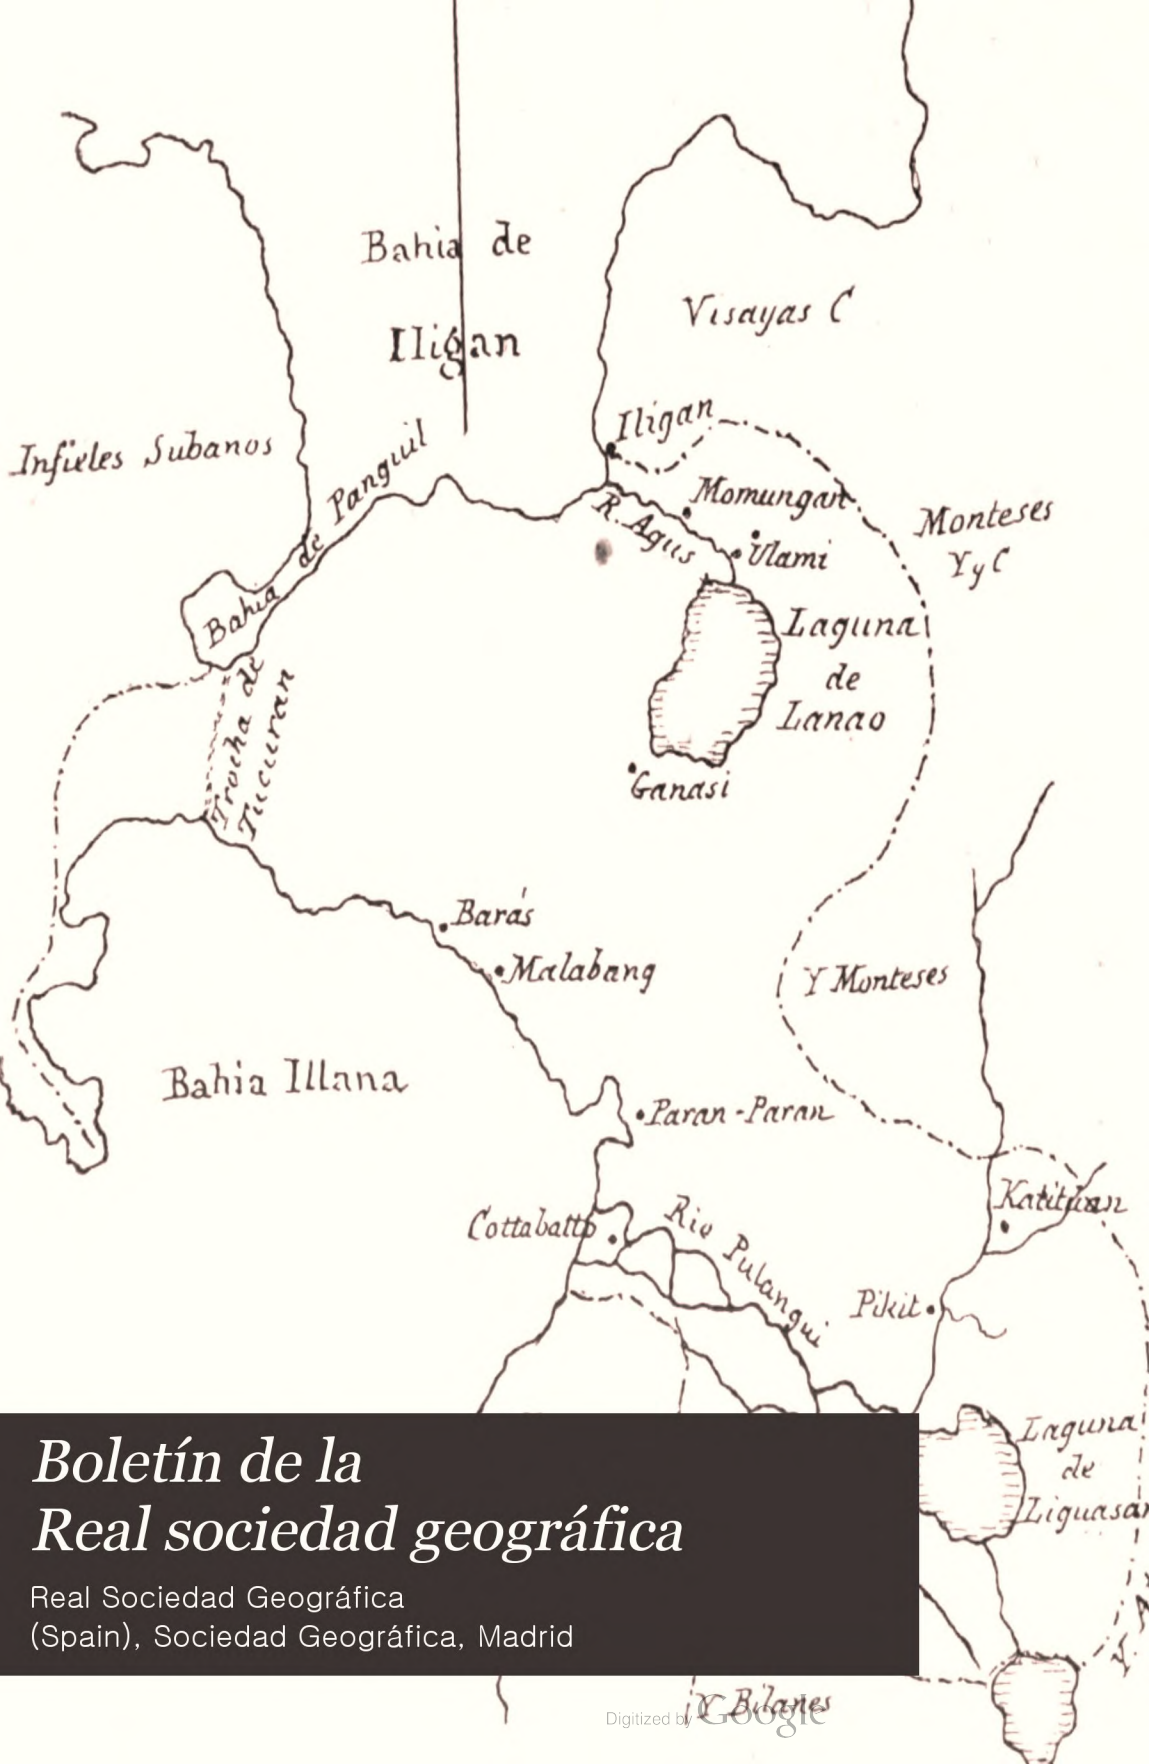 Bahia de
Iligan
Visayas C
Iligan
Infieles Subanos
Bahia de Panguil
Momungan
R. Agus
Ulami
Monteses
Y y C
Laguna
de
Lanao
Trocha de
Tucuran
Ganasi
Barás
Malabang
Y Monteses
Bahia Illana
Paran-Paran
Cottabatto
Rio Pulangui
Katituan
Pikit
Laguna
de
Liguasan
Boletín de la
Real sociedad geográfica
Real Sociedad Geográfica
(Spain), Sociedad Geográfica, Madrid
Y Bilanes
Digitized by Google